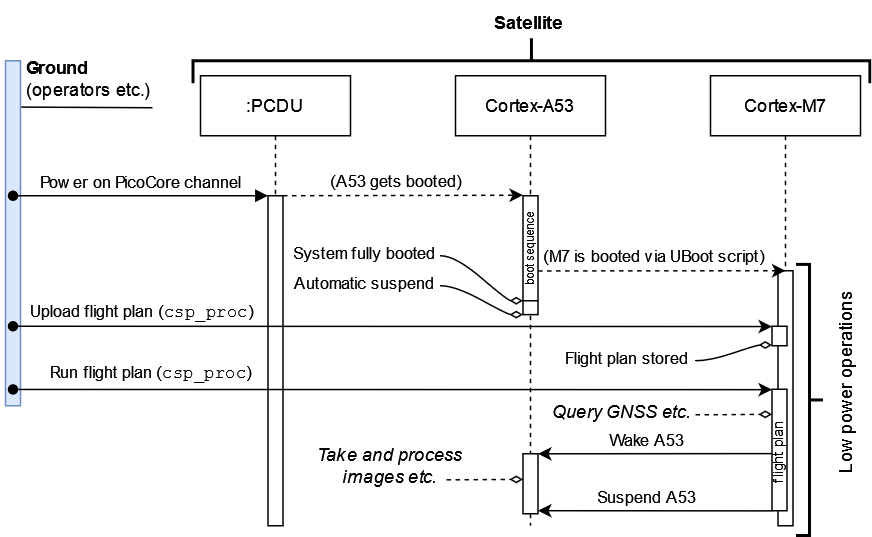 Satellite
Ground
(operators etc.)
:PCDU
Cortex-A53
Cortex-M7
Power on PicoCore channel
(A53 gets booted)
boot sequence
System fully booted
(M7 is booted via UBoot script)
Automatic suspend
Upload flight plan (csp_proc)
Flight plan stored
Run flight plan (csp_proc)
Query GNSS etc.
flight plan
Wake A53
Take and process
images etc.
Suspend A53
Low power operations